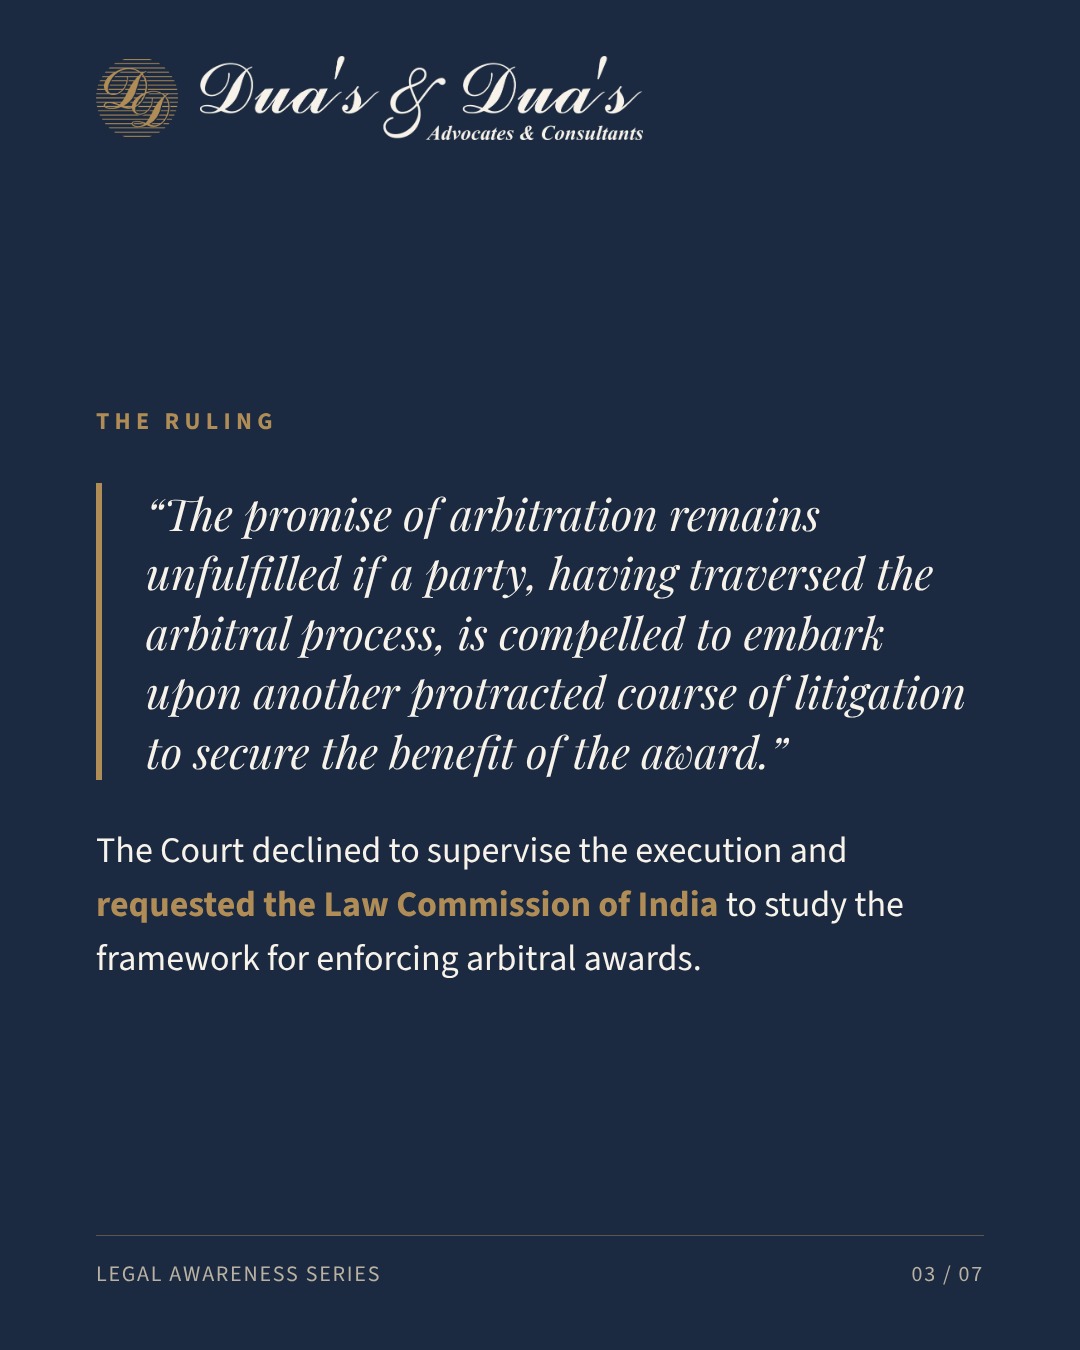 DD
Dua's & Dua's
Advocates & Consultants
THE RULING
“The promise of arbitration remains
unfulfilled if a party, having traversed the
arbitral process, is compelled to embark
upon another protracted course of litigation
to secure the benefit of the award.”
The Court declined to supervise the execution and
requested the Law Commission of India to study the
framework for enforcing arbitral awards.
LEGAL AWARENESS SERIES
03 / 07